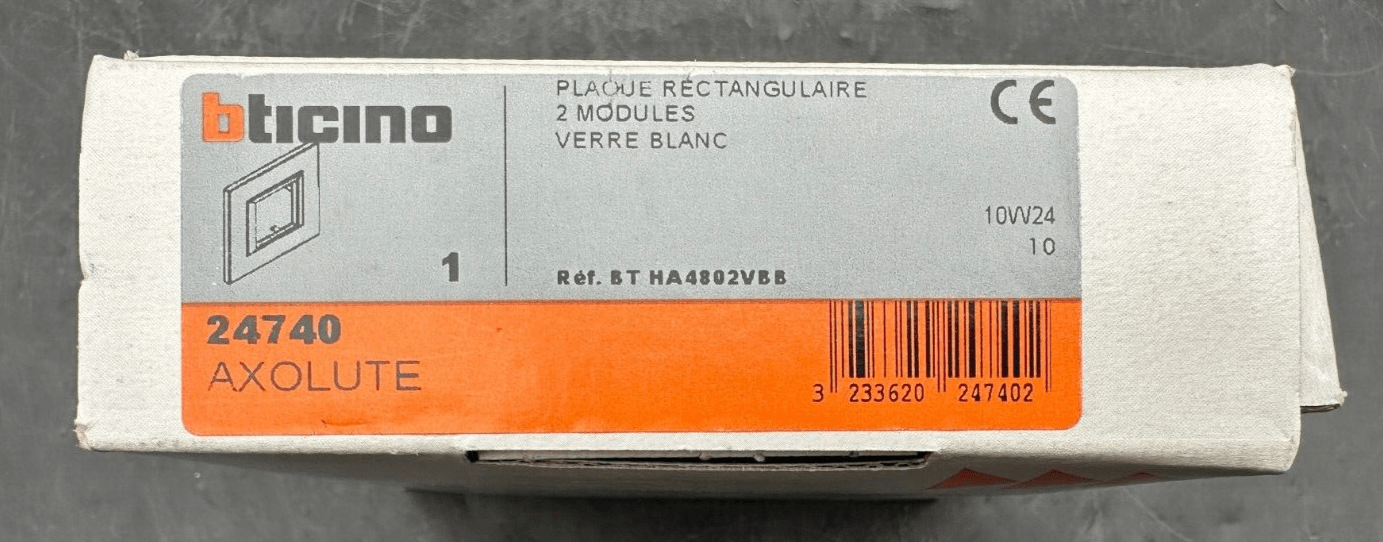 bticino
PLAQUE RECTANGULAIRE
2 MODULES
VERRE BLANC
CE
10W24
10
1
Réf. BT HA4802VBB
24740
AXOLUTE
3 233620 247402